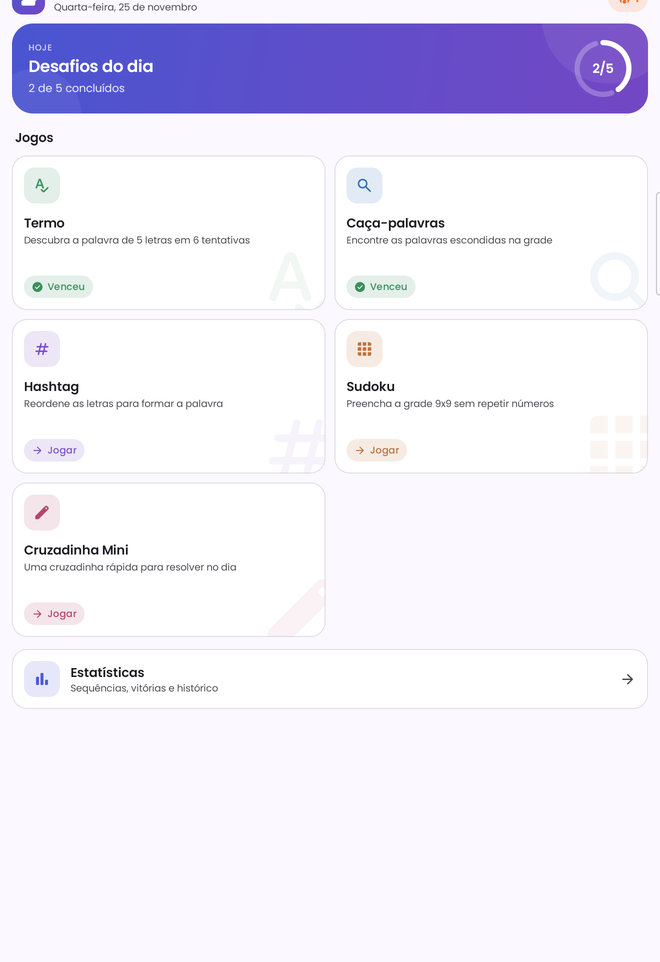 Quarta-feira, 25 de novembro
HOJE
Desafios do dia
2 de 5 concluídos
2/5
Jogos
Termo
Descubra a palavra de 5 letras em 6 tentativas
Venceu
Caça-palavras
Encontre as palavras escondidas na grade
Venceu
#
Hashtag
Reordene as letras para formar a palavra
Jogar
Sudoku
Preencha a grade 9x9 sem repetir números
Jogar
Cruzadinha Mini
Uma cruzadinha rápida para resolver no dia
Jogar
Estatísticas
Sequências, vitórias e histórico